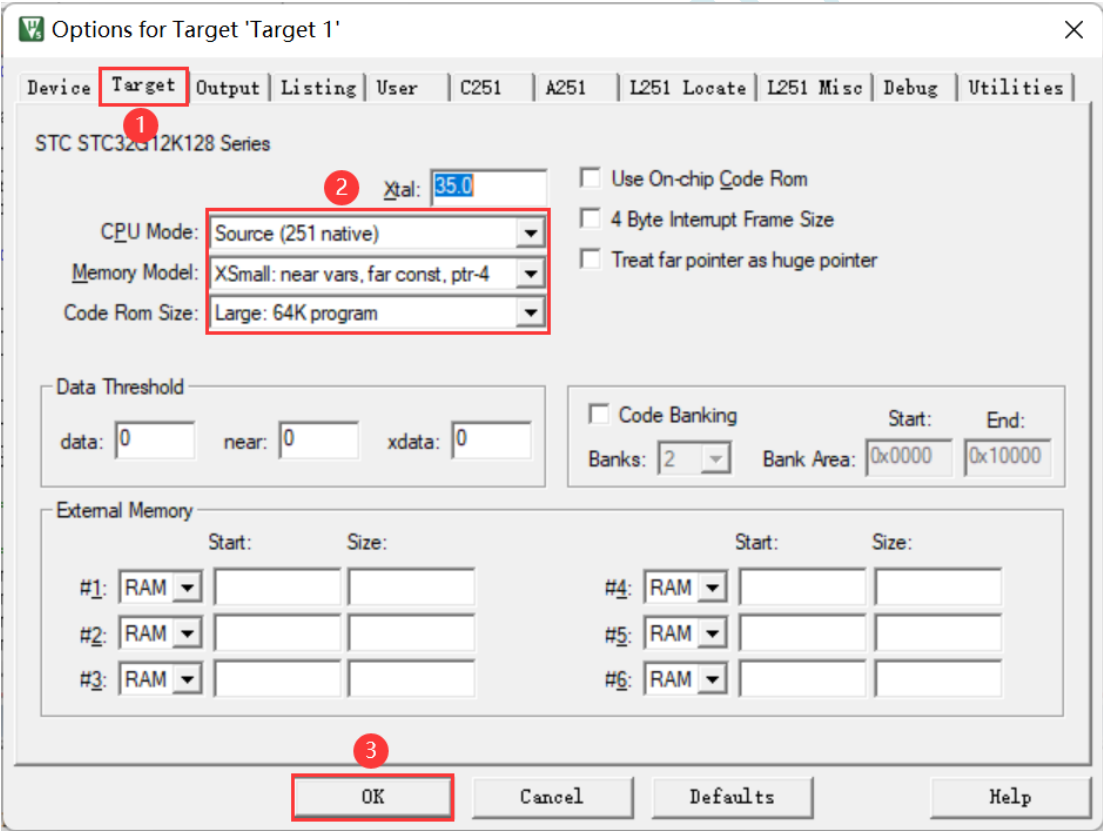 Options for Target 'Target 1'
Device Target Output Listing User C251 A251 L251 Locate L251 Misc Debug Utilities
1
STC STC32G12K128 Series
2 Xtal: 35.0
Use On-chip Code Rom
CPU Mode: Source (251 native)
4 Byte Interrupt Frame Size
Memory Model: XSmall: near vars, far const, ptr-4
Treat far pointer as huge pointer
Code Rom Size: Large: 64K program
Data Threshold
data: 0 near: 0 xdata: 0
Code Banking Start: End:
Banks: 2 Bank Area: 0x0000 0x10000
External Memory
Start: Size: Start: Size:
#1: RAM #4: RAM
#2: RAM #5: RAM
#3: RAM #6: RAM
3
OK Cancel Defaults Help